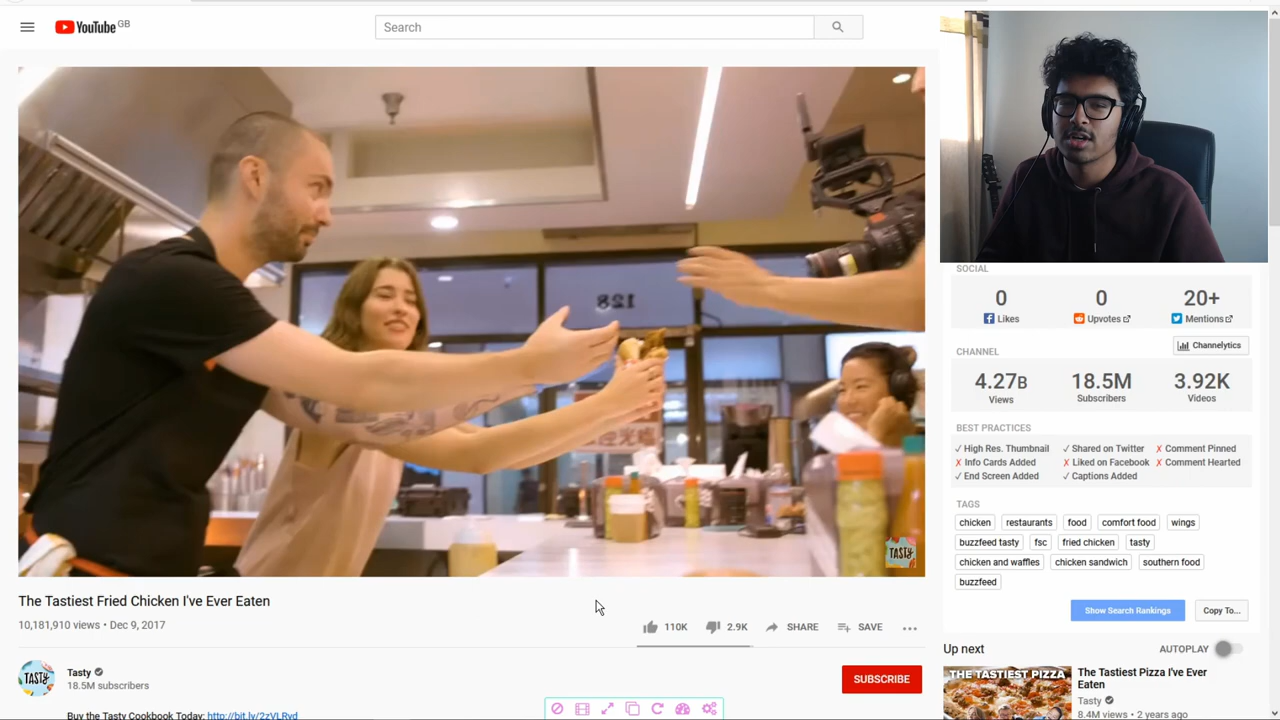 YouTube GB
Search
128
TASTY
The Tastiest Fried Chicken I've Ever Eaten
10,181,910 views • Dec 9, 2017
110K 2.9K SHARE SAVE
TASTY
Tasty
18.5M subscribers
SUBSCRIBE
Buy the Tasty Cookbook Today: http://bit.ly/2zVLRyd
SOCIAL
0 0 20+
Likes Upvotes Mentions
CHANNEL Channelytics
4.27B 18.5M 3.92K
Views Subscribers Videos
BEST PRACTICES
✓ High Res. Thumbnail ✓ Shared on Twitter ✗ Comment Pinned
✗ Info Cards Added ✗ Liked on Facebook ✗ Comment Hearted
✓ End Screen Added ✓ Captions Added
TAGS
chicken restaurants food comfort food wings
buzzfeed tasty fsc fried chicken tasty
chicken and waffles chicken sandwich southern food
buzzfeed
Show Search Rankings Copy To...
Up next AUTOPLAY
THE TASTIEST PIZZA
The Tastiest Pizza I've Ever
Eaten
Tasty
8.4M views • 2 years ago